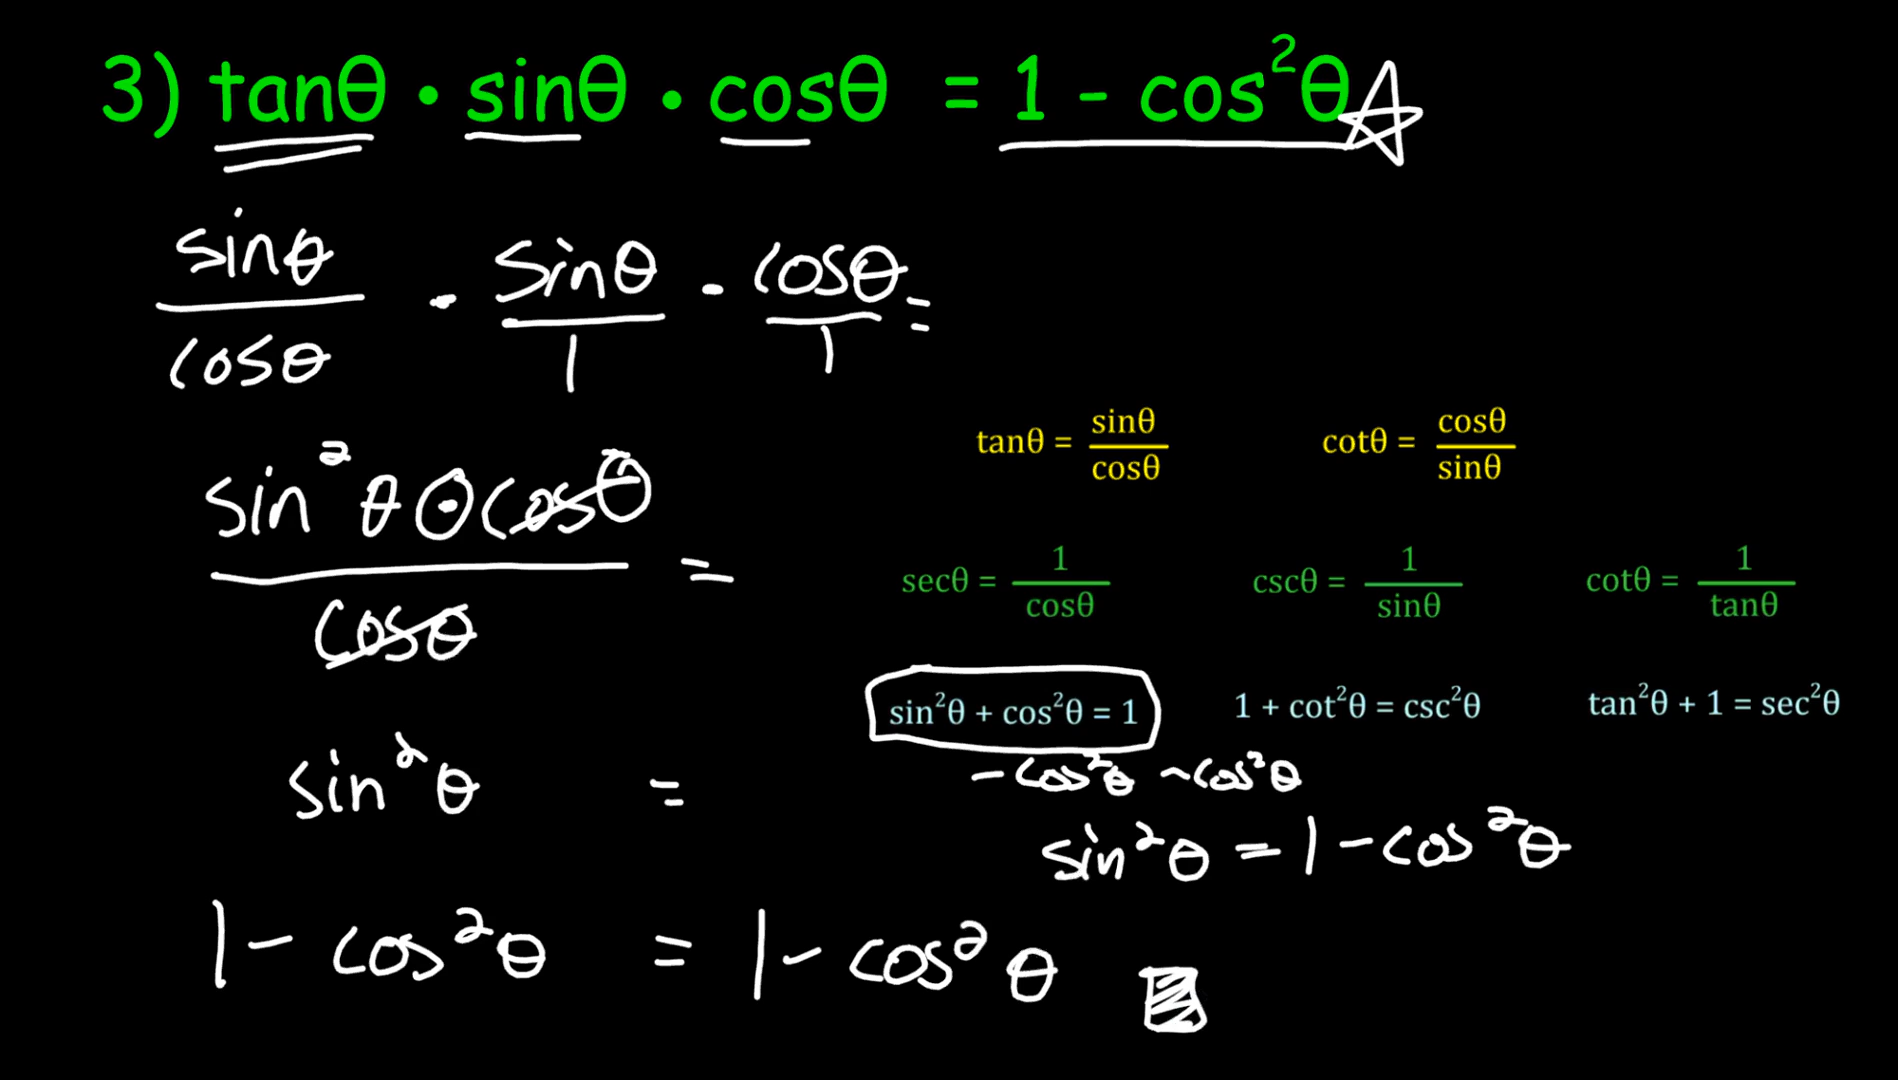 3) tanθ • sinθ • cosθ = 1 - cos²θ
sinθ/cosθ · sinθ/1 · cosθ/1 =
tanθ = sinθ/cosθ cotθ = cosθ/sinθ
sin²θ ⊙ cosθ/cosθ =
secθ = 1/cosθ cscθ = 1/sinθ cotθ = 1/tanθ
sin²θ + cos²θ = 1 1 + cot²θ = csc²θ tan²θ + 1 = sec²θ
- cos²θ - cos²θ
sin²θ =
sin²θ = 1 - cos²θ
1 - cos²θ = 1 - cos²θ